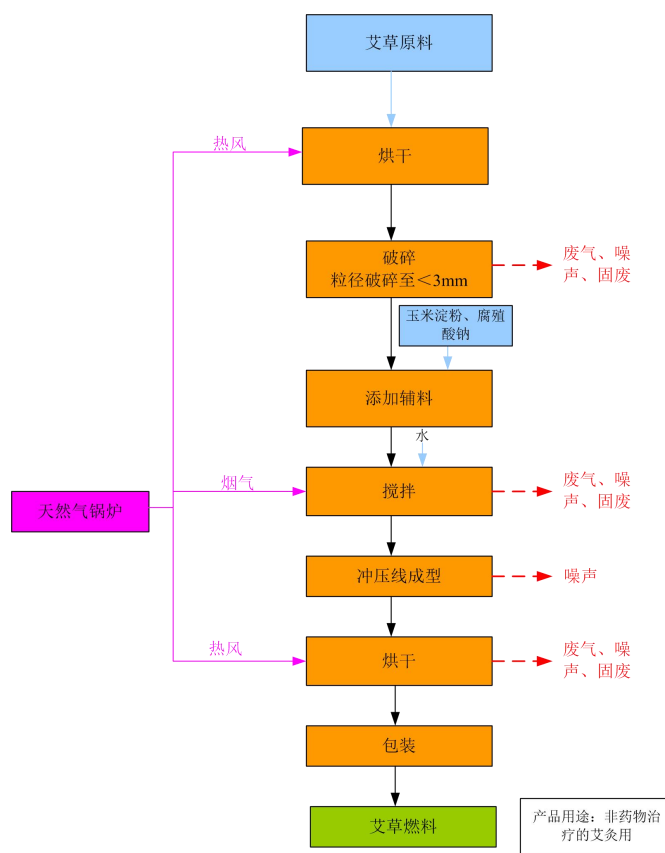 艾草原料
热风
烘干
破碎
粒径破碎至＜3mm
废气、噪
声、固废
玉米淀粉、腐殖
酸钠
添加辅料
水
烟气
天然气锅炉
搅拌
废气、噪
声、固废
冲压线成型
噪声
热风
烘干
废气、噪
声、固废
包装
艾草燃料
产品用途：非药物治
疗的艾灸用